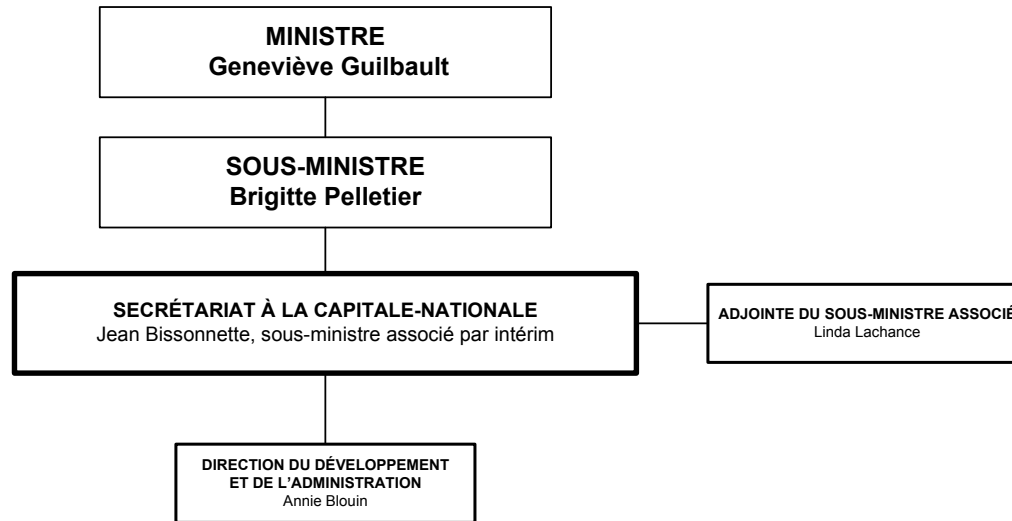 MINISTRE
Geneviève Guilbault
SOUS-MINISTRE
Brigitte Pelletier
SECRÉTARIAT À LA CAPITALE-NATIONALE
Jean Bissonnette, sous-ministre associé par intérim
ADJOINTE DU SOUS-MINISTRE ASSOCIÉ
Linda Lachance
DIRECTION DU DÉVELOPPEMENT
ET DE L’ADMINISTRATION
Annie Blouin